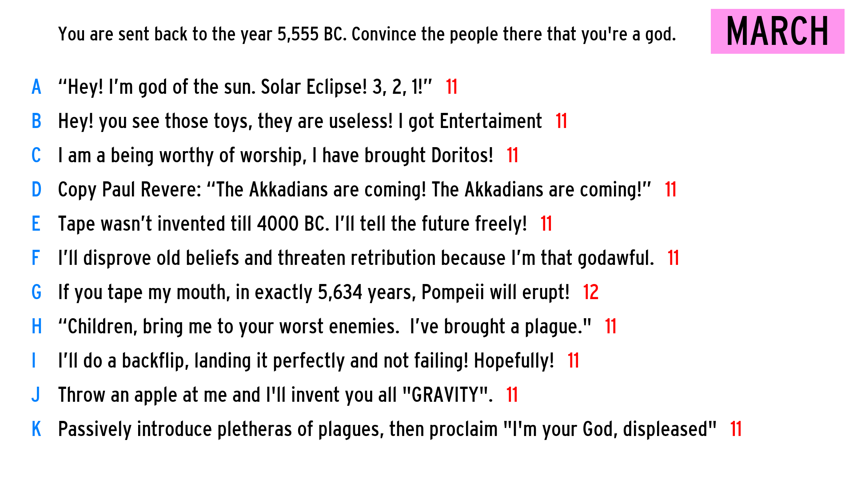 You are sent back to the year 5,555 BC. Convince the people there that you're a god.
MARCH
A “Hey! I’m god of the sun. Solar Eclipse! 3, 2, 1!” 11
B Hey! you see those toys, they are useless! I got Entertaiment 11
C I am a being worthy of worship, I have brought Doritos! 11
D Copy Paul Revere: “The Akkadians are coming! The Akkadians are coming!” 11
E Tape wasn’t invented till 4000 BC. I’ll tell the future freely! 11
F I’ll disprove old beliefs and threaten retribution because I’m that godawful. 11
G If you tape my mouth, in exactly 5,634 years, Pompeii will erupt! 12
H “Children, bring me to your worst enemies. I’ve brought a plague." 11
I I’ll do a backflip, landing it perfectly and not failing! Hopefully! 11
J Throw an apple at me and I'll invent you all "GRAVITY". 11
K Passively introduce pletheras of plagues, then proclaim "I'm your God, displeased" 11